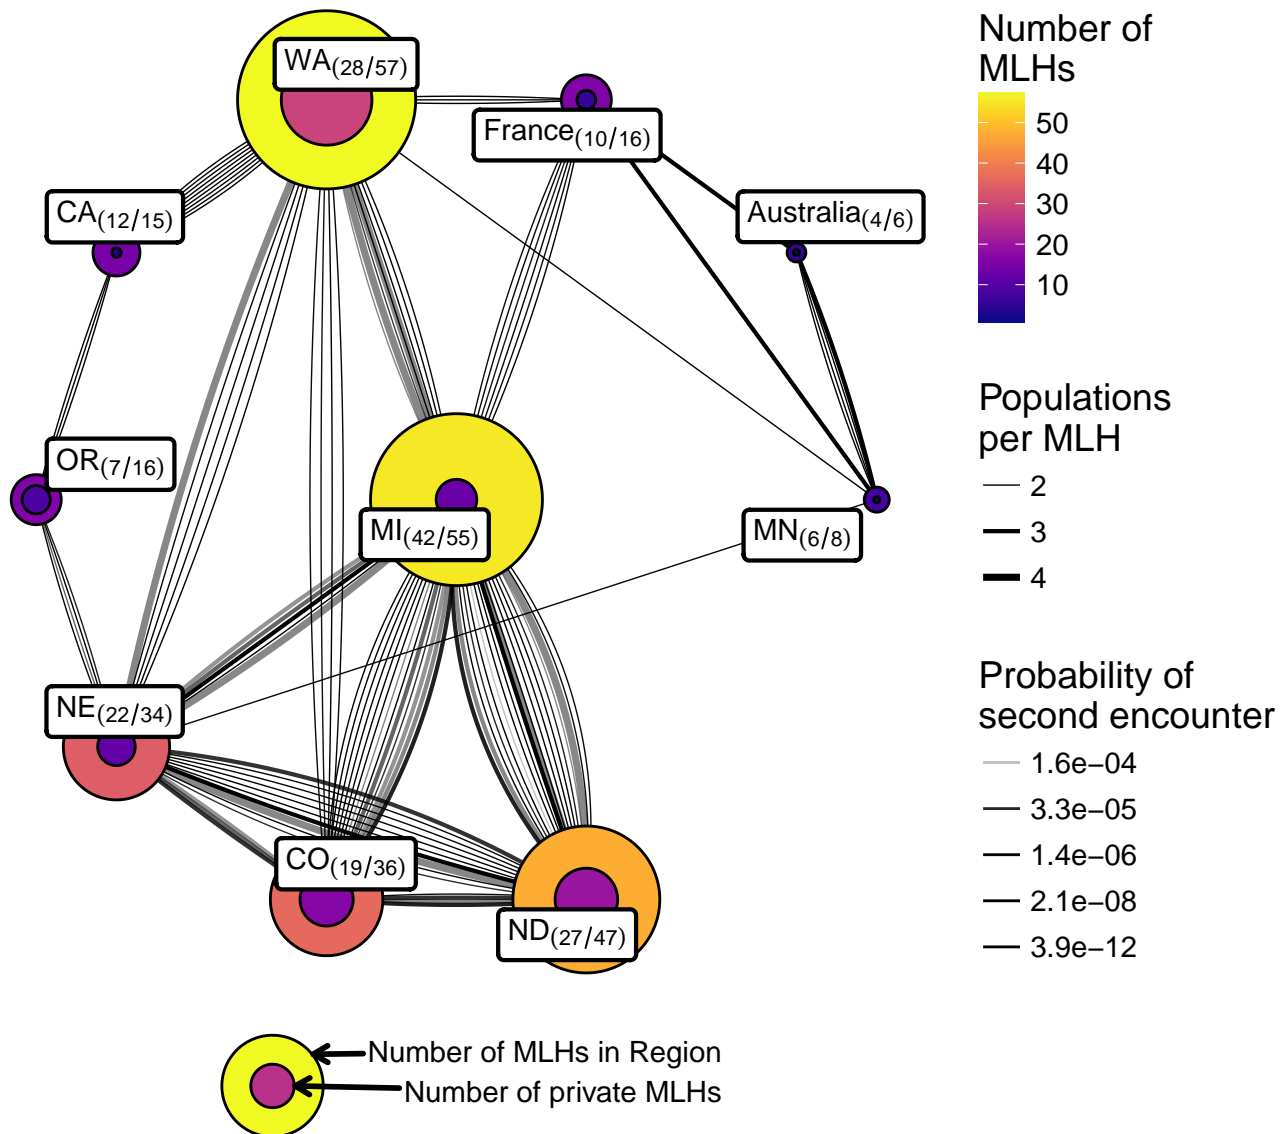 WA(28/57)
France(10/16)
CA(12/15)
Australia(4/6)
OR(7/16)
MI(42/55)
MN(6/8)
NE(22/34)
CO(19/36)
ND(27/47)
Number of MLHs in Region
Number of private MLHs
Number of
MLHs
50
40
30
20
10
Populations
per MLH
2
3
4
Probability of
second encounter
1.6e−04
3.3e−05
1.4e−06
2.1e−08
3.9e−12